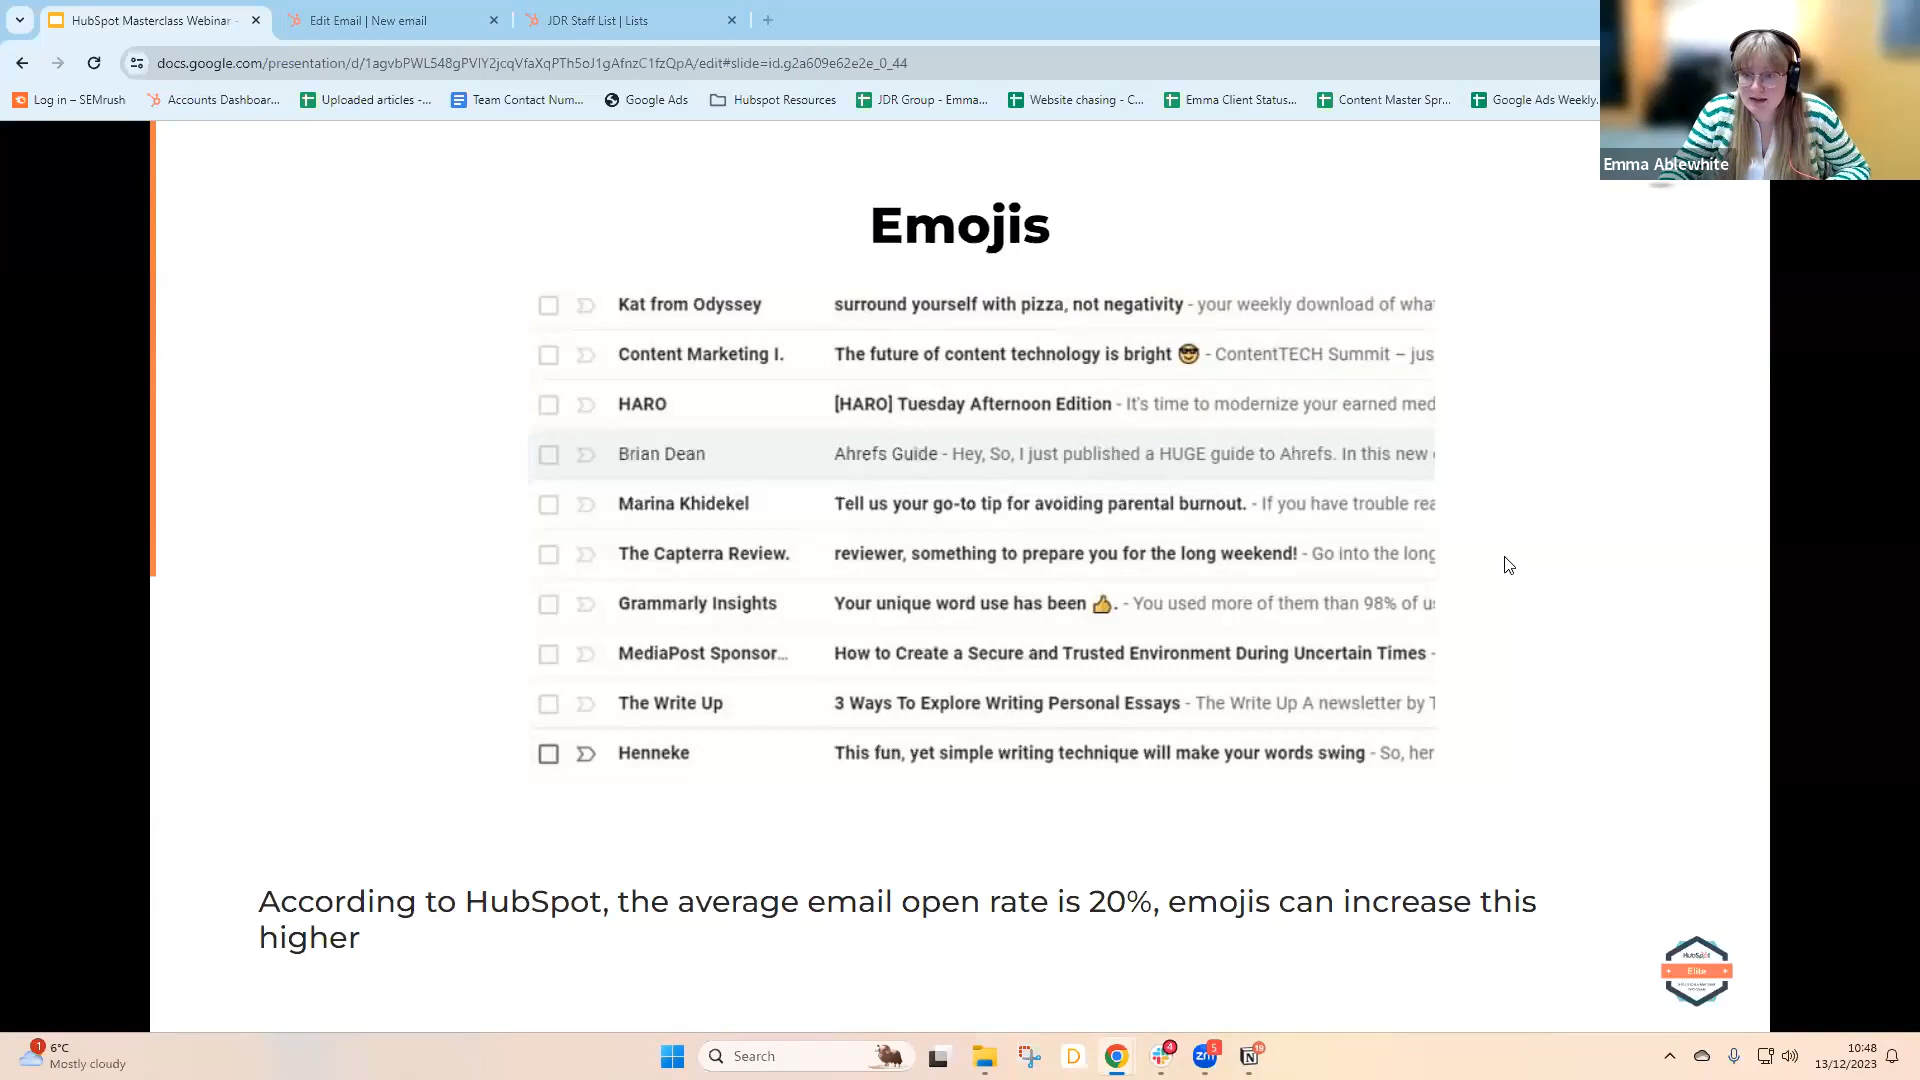 HubSpot Masterclass Webinar -
Edit Email | New email
JDR Staff List | Lists
docs.google.com/presentation/d/1agvbPWL548gPVlY2jcqVfaXqPTh5oJ1gAfnzC1fzQpA/edit#slide=id.g2a609e62e2e_0_44
Log in – SEMrush
Accounts Dashboar...
Uploaded articles -...
Team Contact Num...
Google Ads
Hubspot Resources
JDR Group - Emma...
Website chasing - C...
Emma Client Status...
Content Master Spr...
Google Ads Weekly.
Emma Ablewhite
Emojis
Kat from Odyssey surround yourself with pizza, not negativity - your weekly download of what
Content Marketing I. The future of content technology is bright 😎 - ContentTECH Summit – jus
HARO [HARO] Tuesday Afternoon Edition - It's time to modernize your earned med
Brian Dean Ahrefs Guide - Hey, So, I just published a HUGE guide to Ahrefs. In this new
Marina Khidekel Tell us your go-to tip for avoiding parental burnout. - If you have trouble rea
The Capterra Review. reviewer, something to prepare you for the long weekend! - Go into the long
Grammarly Insights Your unique word use has been 👍. - You used more of them than 98% of u
MediaPost Sponsor... How to Create a Secure and Trusted Environment During Uncertain Times -
The Write Up 3 Ways To Explore Writing Personal Essays - The Write Up A newsletter by T
Henneke This fun, yet simple writing technique will make your words swing - So, her
According to HubSpot, the average email open rate is 20%, emojis can increase this
higher
HubSpot
Elite
1
6°C
Mostly cloudy
Search
D
4
zm
5
19
10:48
13/12/2023